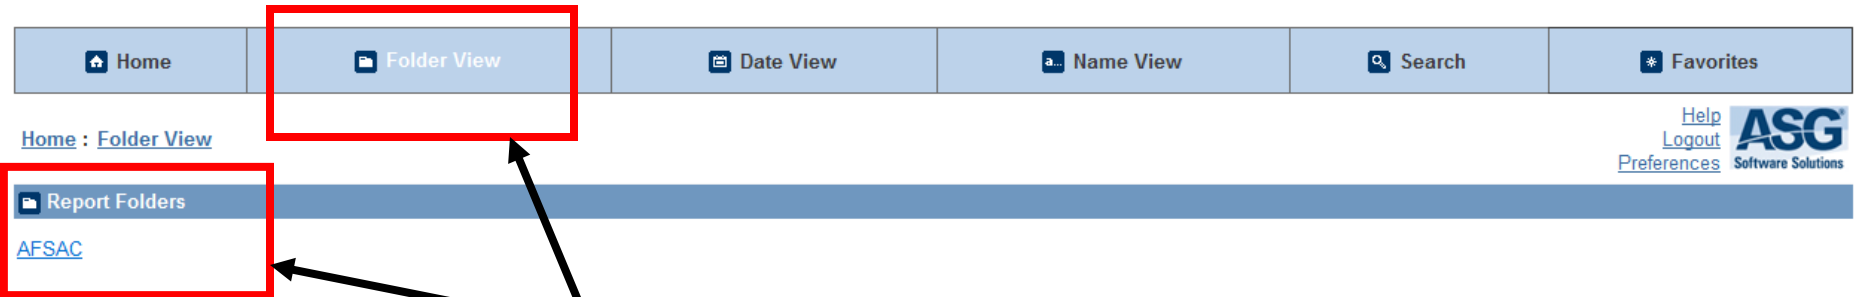 Home Folder View Date View a... Name View Search Favorites
Home : Folder View
Help
Logout
Preferences
ASG
Software Solutions
Report Folders
AFSAC